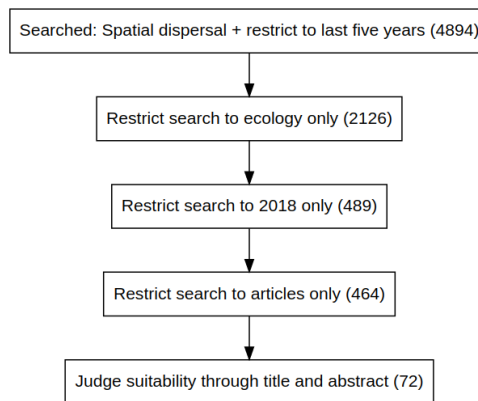 Searched: Spatial dispersal + restrict to last five years (4894)
Restrict search to ecology only (2126)
Restrict search to 2018 only (489)
Restrict search to articles only (464)
Judge suitability through title and abstract (72)